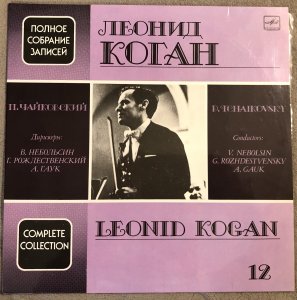 ПОЛНОЕ
СОБРАНИЕ
ЗАПИСЕЙ
ЛЕОНИД
КОГАН
П. ЧАЙКОВСКИЙ
Дирижеры:
В. НЕБОЛЬСИН
Г. РОЖДЕСТВЕНСКИЙ
А. ГАУК
P. TCHAIKOVSKY
Conductors:
V. NEBOLSIN
G. ROZHDESTVENSKY
A. GAUK
COMPLETE
COLLECTION
LEONID KOGAN
12